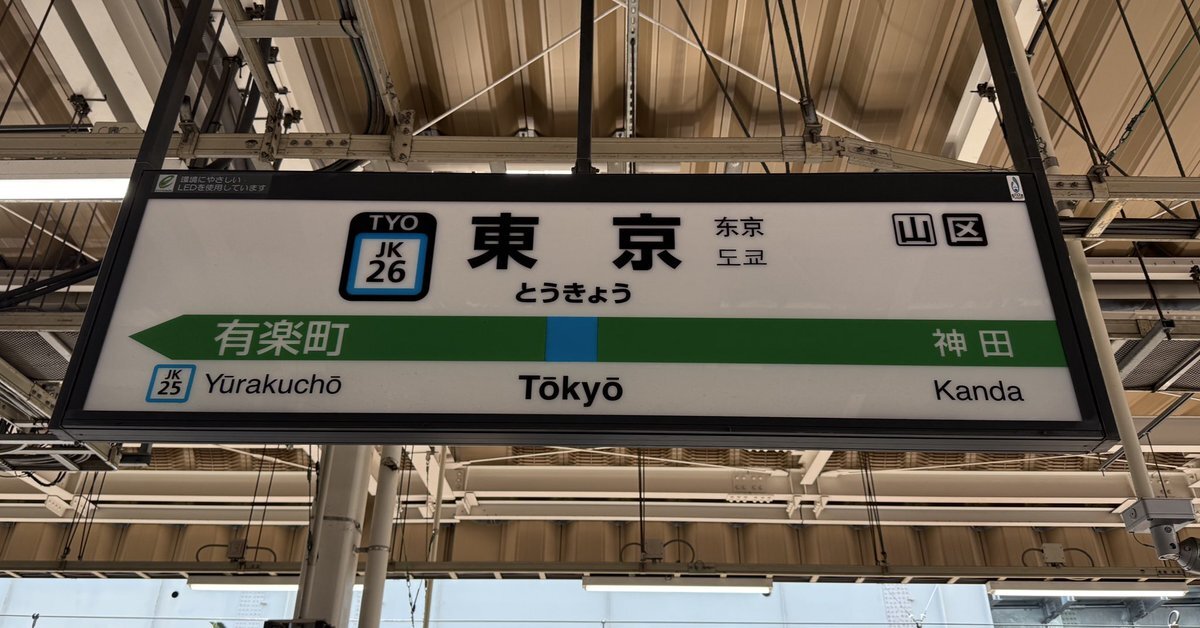 環境にやさしい
LEDを使用しています
TYO
JK
26
東京
とうきょう
东京
도쿄
山 区
有楽町
神田
JK
25
Yūrakuchō
Tōkyō
Kanda